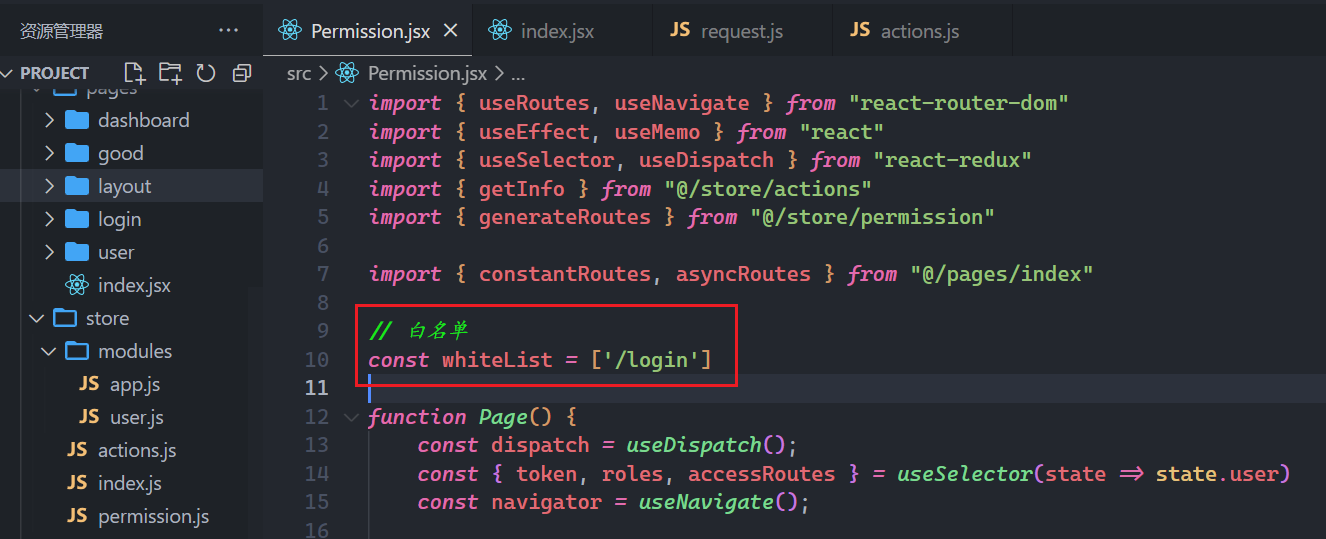 资源管理器 ...
Permission.jsx
index.jsx
JS request.js
JS actions.js
PROJECT
src > Permission.jsx > ...
pages
dashboard
good
layout
login
user
index.jsx
store
modules
JS app.js
JS user.js
JS actions.js
JS index.js
JS permission.js
1 import { useRoutes, useNavigate } from "react-router-dom"
2 import { useEffect, useMemo } from "react"
3 import { useSelector, useDispatch } from "react-redux"
4 import { getInfo } from "@/store/actions"
5 import { generateRoutes } from "@/store/permission"
6
7 import { constantRoutes, asyncRoutes } from "@/pages/index"
8
9 // 白名单
10 const whiteList = ['/login']
11
12 function Page() {
13 const dispatch = useDispatch();
14 const { token, roles, accessRoutes } = useSelector(state => state.user)
15 const navigator = useNavigate();
16